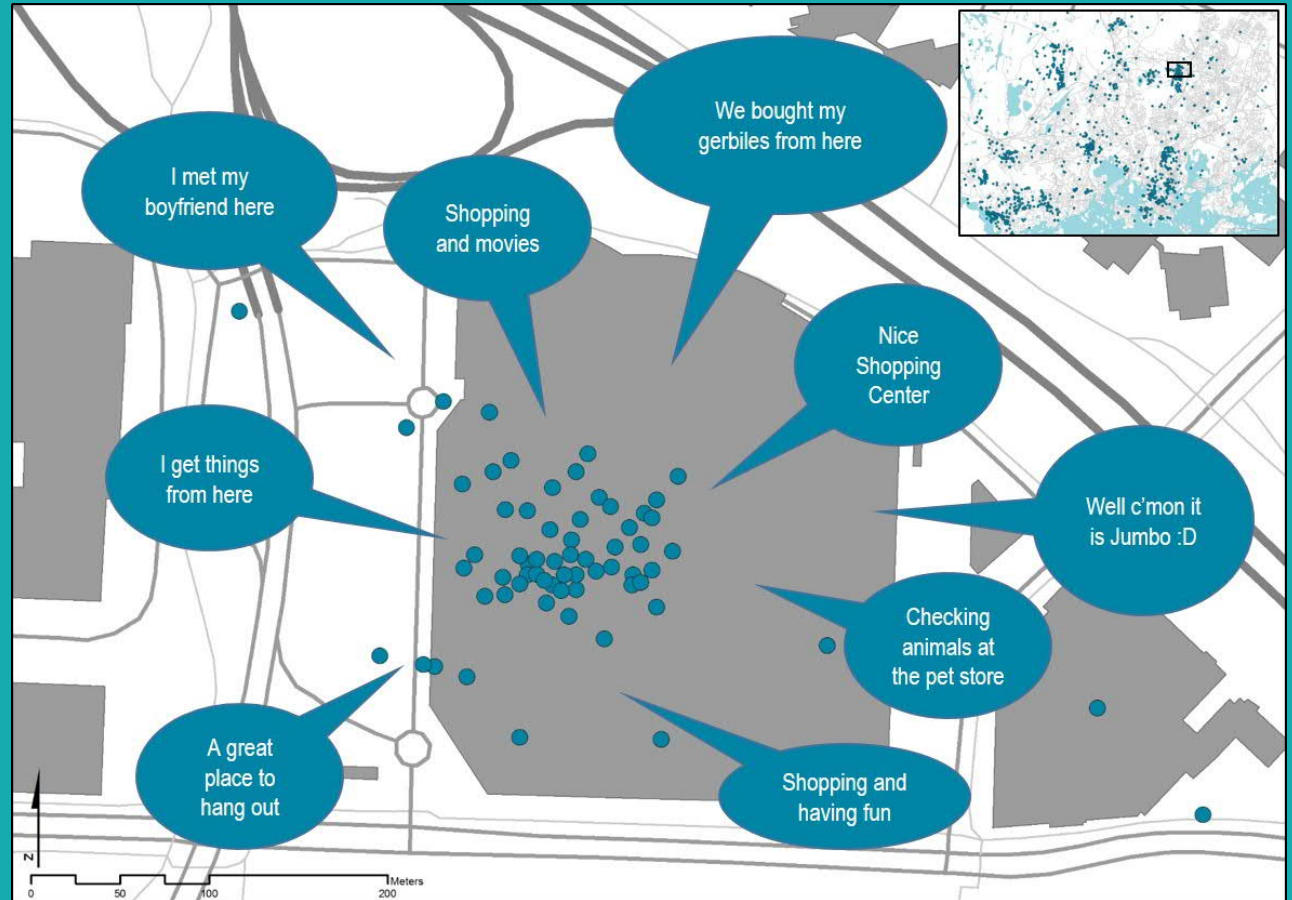 We bought my
gerbiles from here
I met my
boyfriend here
Shopping
and movies
Nice
Shopping
Center
I get things
from here
Well c'mon it
is Jumbo :D
Checking
animals at
the pet store
A great
place to
hang out
Shopping and
having fun
N
Meters
0 50 100 200